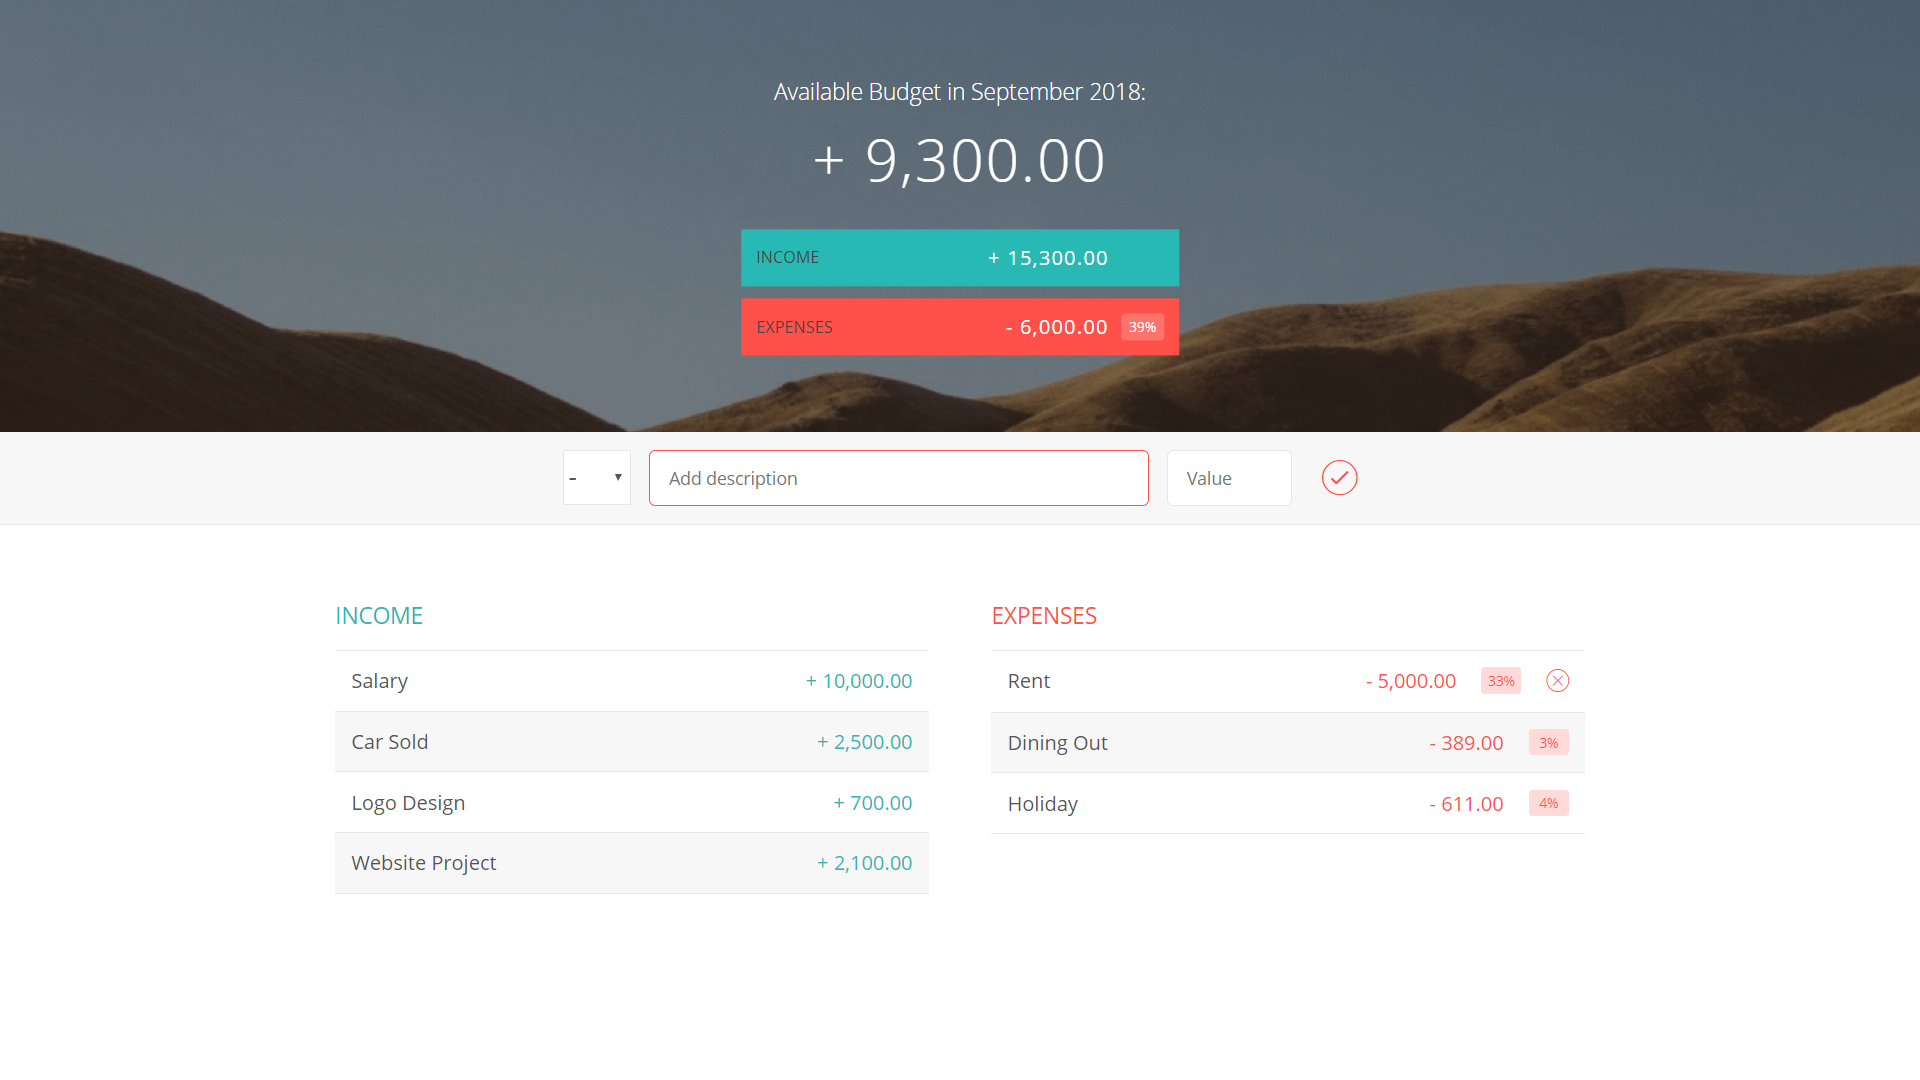 Available Budget in September 2018:
+ 9,300.00
INCOME + 15,300.00
EXPENSES - 6,000.00 39%
- Add description Value
INCOME
Salary + 10,000.00
Car Sold + 2,500.00
Logo Design + 700.00
Website Project + 2,100.00
EXPENSES
Rent - 5,000.00 33%
Dining Out - 389.00 3%
Holiday - 611.00 4%